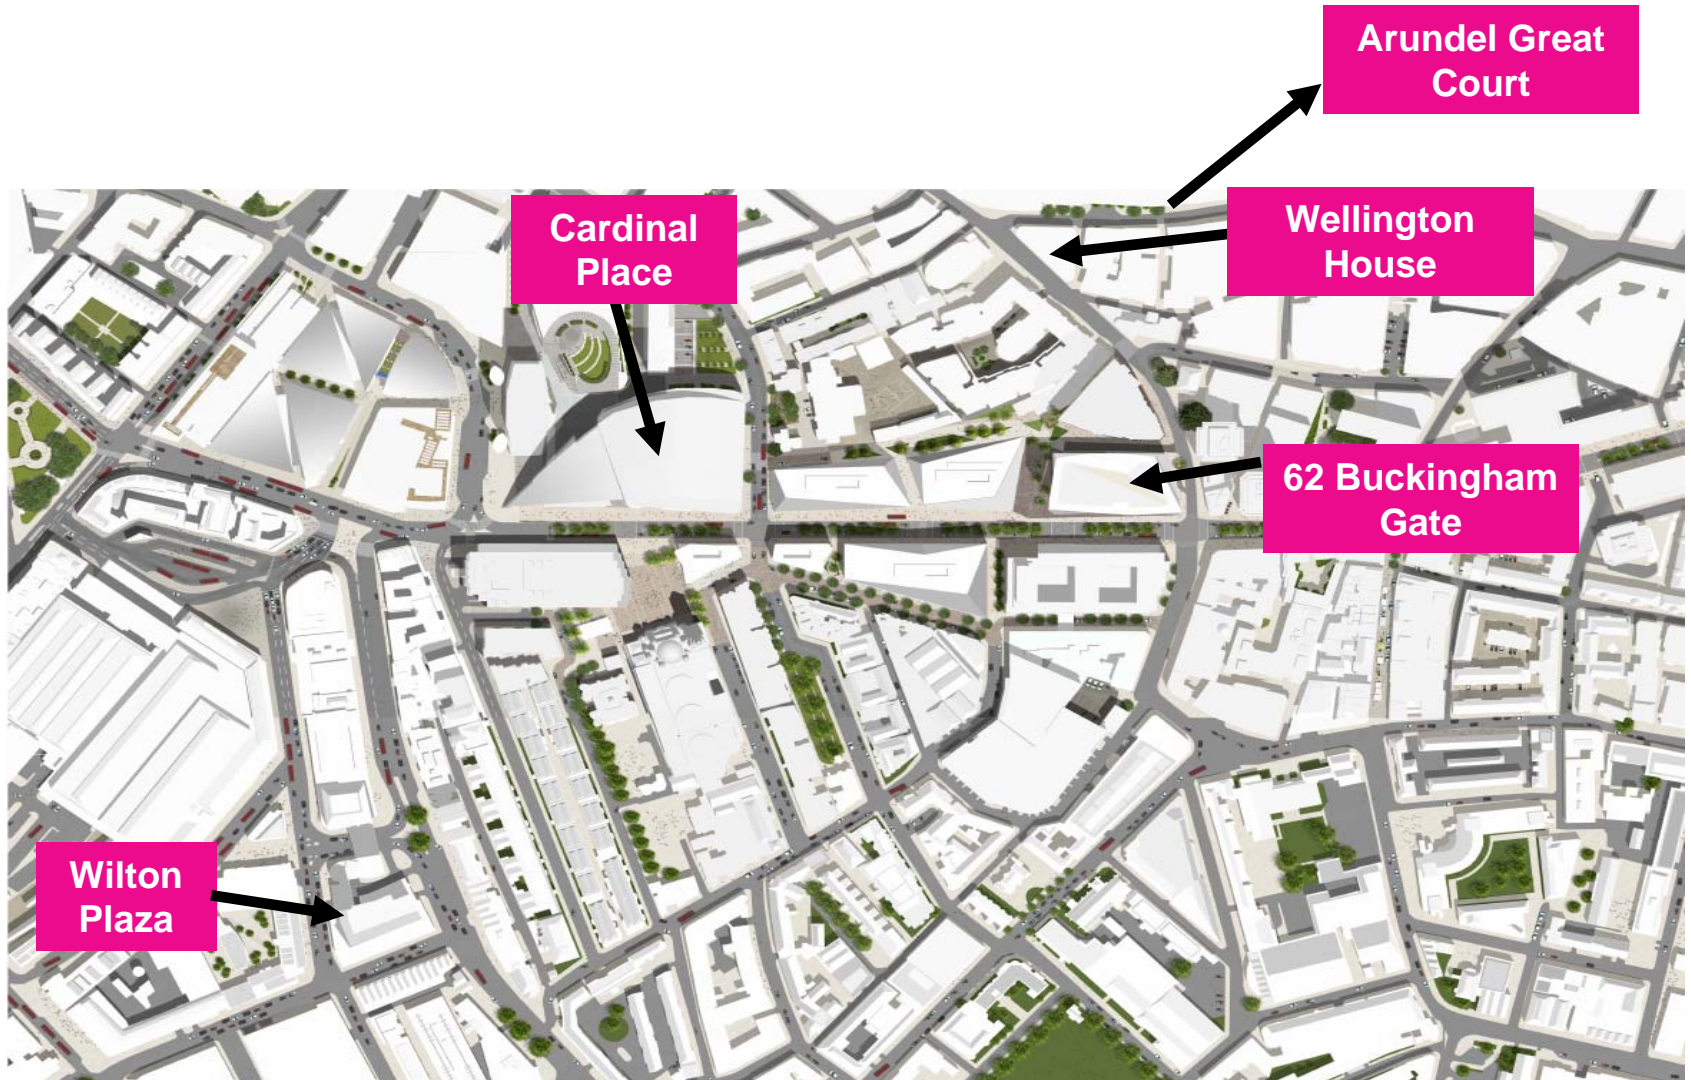 Arundel Great
Court
Cardinal
Place
Wellington
House
62 Buckingham
Gate
Wilton
Plaza